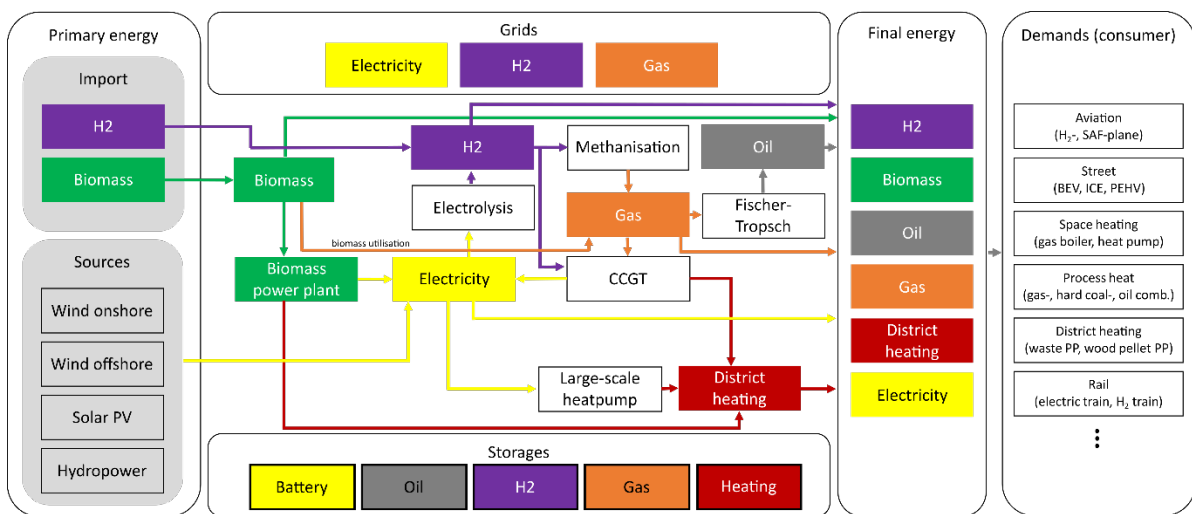 Primary energy
Import
H2
Biomass
Sources
Wind onshore
Wind offshore
Solar PV
Hydropower
Grids
Electricity
H2
Gas
Biomass
H2
Methanisation
Oil
Electrolysis
Gas
Fischer-
Tropsch
biomass utilisation
Biomass
power plant
Electricity
CCGT
Large-scale
heatpump
District
heating
Storages
Battery
Oil
H2
Gas
Heating
Final energy
H2
Biomass
Oil
Gas
District
heating
Electricity
Demands (consumer)
Aviation
(H₂-, SAF-plane)
Street
(BEV, ICE, PEHV)
Space heating
(gas boiler, heat pump)
Process heat
(gas-, hard coal-, oil comb.)
District heating
(waste PP, wood pellet PP)
Rail
(electric train, H₂ train)
⋮